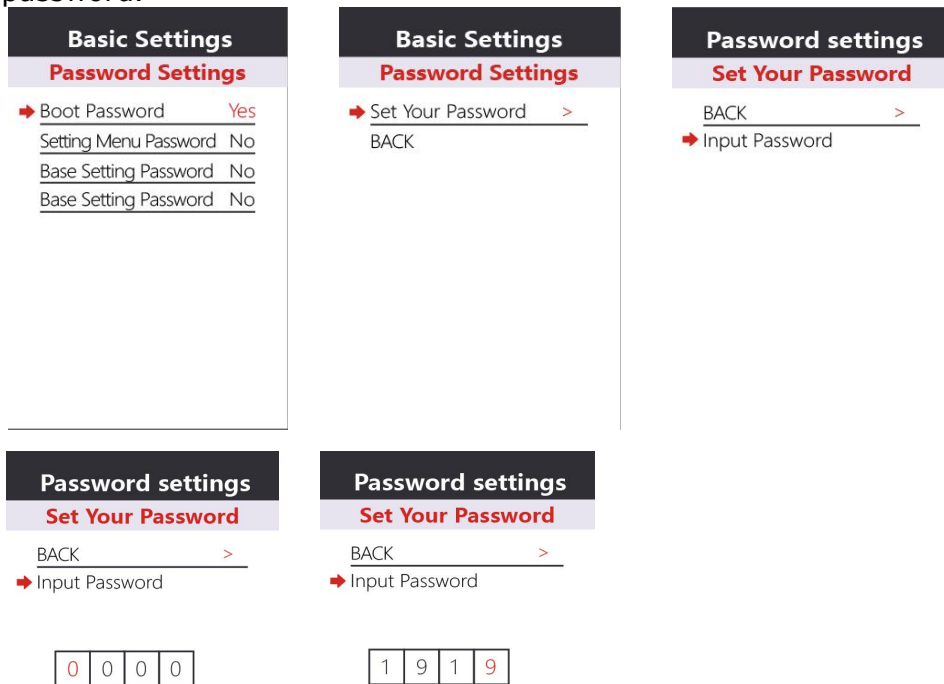 password.
Basic Settings
Password Settings
Boot Password Yes
Setting Menu Password No
Base Setting Password No
Base Setting Password No
Basic Settings
Password Settings
Set Your Password >
BACK
Password settings
Set Your Password
BACK >
Input Password
Password settings
Set Your Password
BACK >
Input Password
0 0 0 0
Password settings
Set Your Password
BACK >
Input Password
1 9 1 9